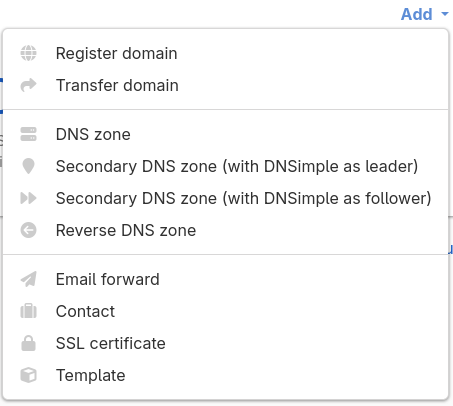 Add
Register domain
Transfer domain
DNS zone
Secondary DNS zone (with DNSimple as leader)
Secondary DNS zone (with DNSimple as follower)
Reverse DNS zone
Email forward
Contact
SSL certificate
Template